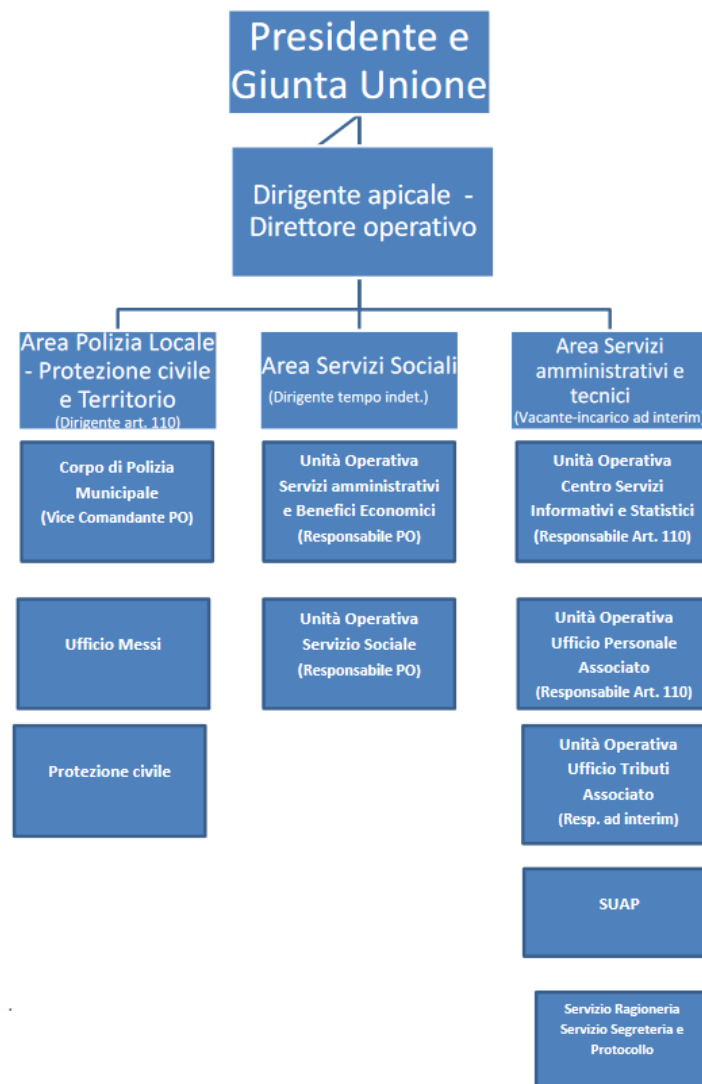 Presidente e
Giunta Unione
Dirigente apicale -
Direttore operativo
Area Polizia Locale
- Protezione civile
e Territorio
(Dirigente art. 110)
Area Servizi Sociali
(Dirigente tempo indet.)
Area Servizi
amministrativi e
tecnici
(Vacante-incarico ad interim)
Corpo di Polizia
Municipale
(Vice Comandante PO)
Unità Operativa
Servizi amministrativi
e Benefici Economici
(Responsabile PO)
Unità Operativa
Centro Servizi
Informativi e Statistici
(Responsabile Art. 110)
Ufficio Messi
Unità Operativa
Servizio Sociale
(Responsabile PO)
Unità Operativa
Ufficio Personale
Associato
(Responsabile Art. 110)
Protezione civile
Unità Operativa
Ufficio Tributi
Associato
(Resp. ad interim)
SUAP
Servizio Ragioneria
Servizio Segreteria e
Protocollo